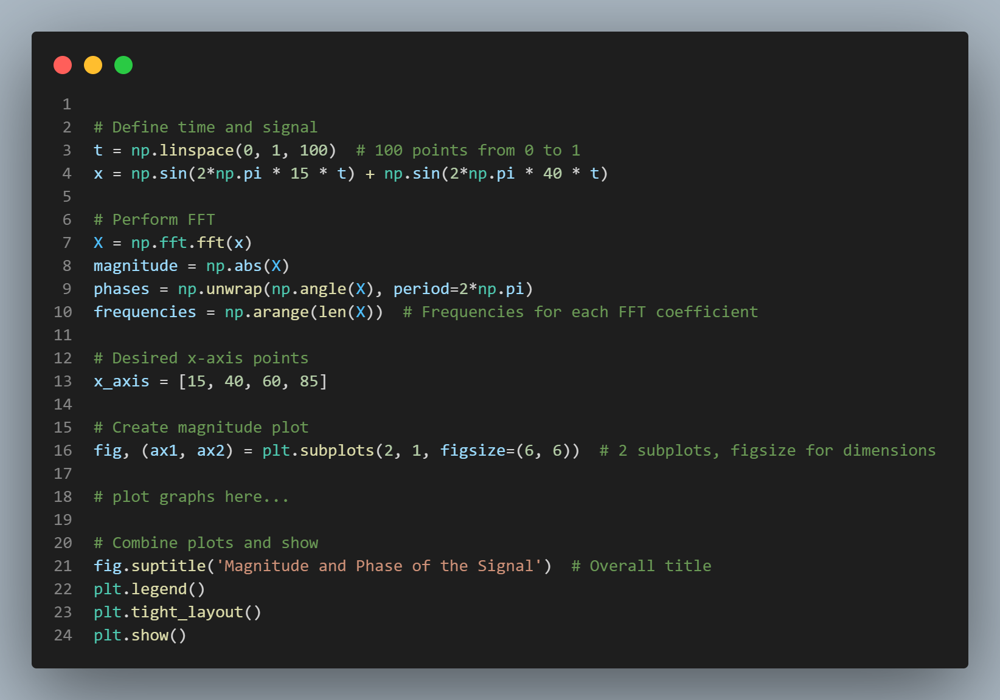 1
2 # Define time and signal
3 t = np.linspace(0, 1, 100)  # 100 points from 0 to 1
4 x = np.sin(2*np.pi * 15 * t) + np.sin(2*np.pi * 40 * t)
5
6 # Perform FFT
7 X = np.fft.fft(x)
8 magnitude = np.abs(X)
9 phases = np.unwrap(np.angle(X), period=2*np.pi)
10 frequencies = np.arange(len(X))  # Frequencies for each FFT coefficient
11
12 # Desired x-axis points
13 x_axis = [15, 40, 60, 85]
14
15 # Create magnitude plot
16 fig, (ax1, ax2) = plt.subplots(2, 1, figsize=(6, 6))  # 2 subplots, figsize for dimensions
17
18 # plot graphs here...
19
20 # Combine plots and show
21 fig.suptitle('Magnitude and Phase of the Signal')  # Overall title
22 plt.legend()
23 plt.tight_layout()
24 plt.show()